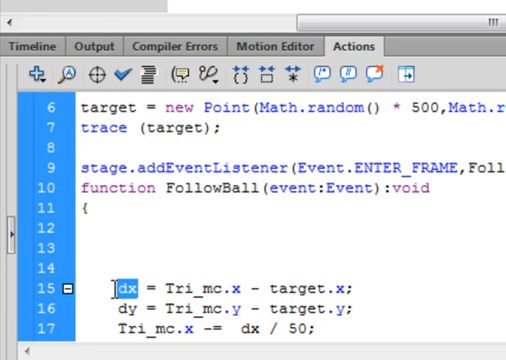 Timeline Output Compiler Errors Motion Editor Actions
6 target = new Point(Math.random() * 500,Math.r
7 trace (target);
8
9 stage.addEventListener(Event.ENTER_FRAME,Foll
10 function FollowBall(event:Event):void
11 {
12
13
14
15 dx = Tri_mc.x - target.x;
16 dy = Tri_mc.y - target.y;
17 Tri_mc.x -= dx / 50;